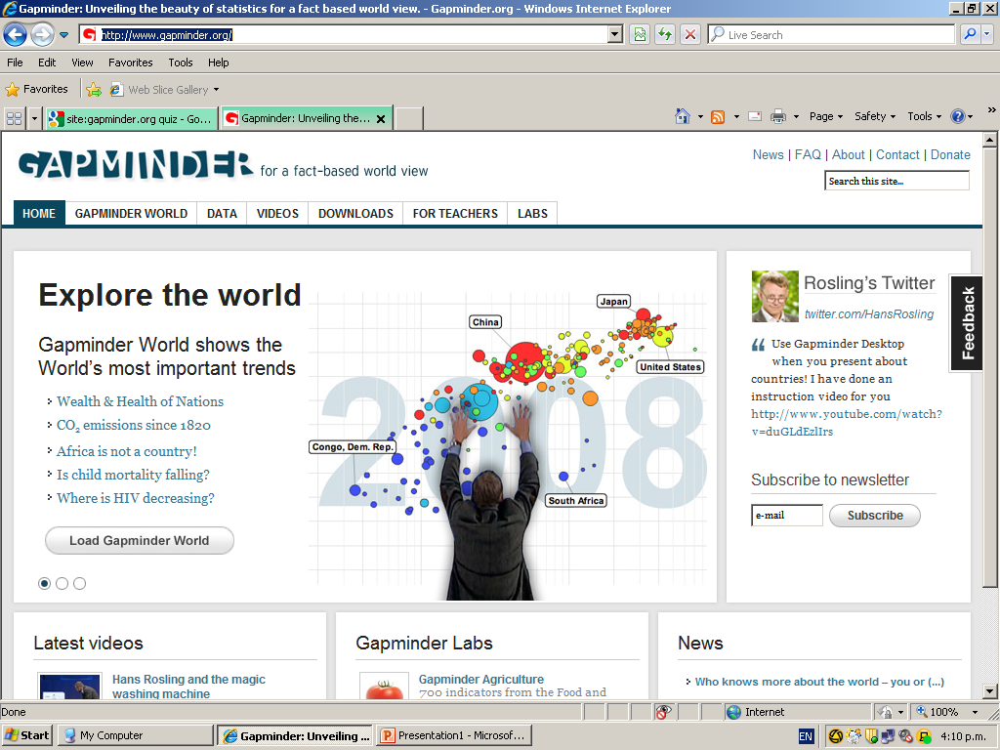 Gapminder: Unveiling the beauty of statistics for a fact based world view. - Gapminder.org - Windows Internet Explorer
http://www.gapminder.org/
Live Search
File Edit View Favorites Tools Help
Favorites Web Slice Gallery
site:gapminder.org quiz - Go... Gapminder: Unveiling the... Page Safety Tools »
News | FAQ | About | Contact | Donate
GAPMINDER for a fact-based world view
Search this site...
HOME GAPMINDER WORLD DATA VIDEOS DOWNLOADS FOR TEACHERS LABS
Explore the world
Gapminder World shows the
World's most important trends
Wealth & Health of Nations
CO₂ emissions since 1820
Africa is not a country!
Is child mortality falling?
Where is HIV decreasing?
Load Gapminder World
2008
Japan
China
United States
Congo, Dem. Rep.
South Africa
Rosling's Twitter
twitter.com/HansRosling
“ Use Gapminder Desktop
when you present about
countries! I have done an
instruction video for you
http://www.youtube.com/watch?
v=duGLdEzlIrs
Subscribe to newsletter
e-mail Subscribe
Feedback
Latest videos
Hans Rosling and the magic
washing machine
Gapminder Labs
Gapminder Agriculture
700 indicators from the Food and
News
Who knows more about the world – you or (...)
Done Internet 100%
Start My Computer Gapminder: Unveiling ... Presentation1 - Microsof... EN 4:10 p.m.